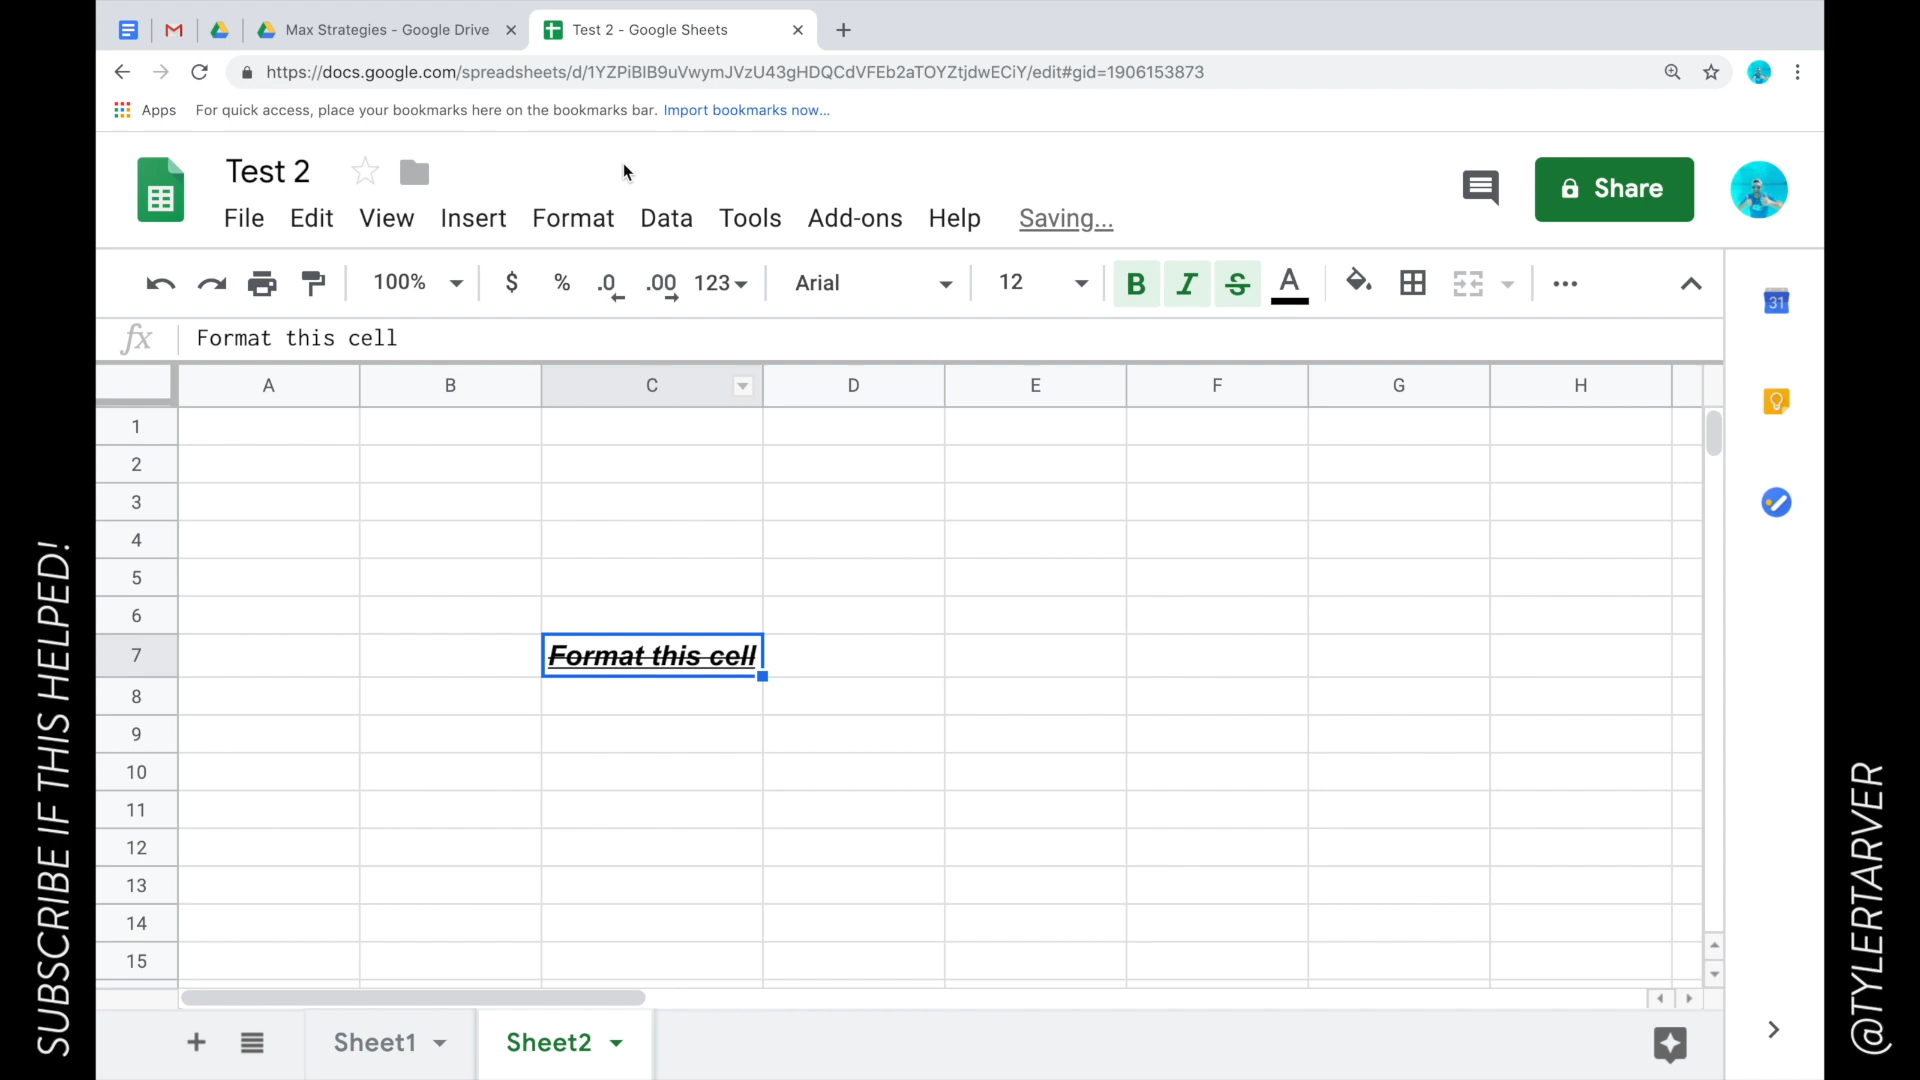 Max Strategies - Google Drive
Test 2 - Google Sheets
https://docs.google.com/spreadsheets/d/1YZPiBIB9uVwymJVzU43gHDQCdVFEb2aTOYZtjdwECiY/edit#gid=1906153873
Apps For quick access, place your bookmarks here on the bookmarks bar. Import bookmarks now...
Test 2
Share
File Edit View Insert Format Data Tools Add-ons Help Saving...
100% $ % .0 .00 123 Arial 12 B I S A
31
fx Format this cell
A B C D E F G H
1
2
3
4
5
6
7 Format this cell
8
9
10
11
12
13
14
15
Sheet1 Sheet2
SUBSCRIBE IF THIS HELPED!
@TYLERTARVER